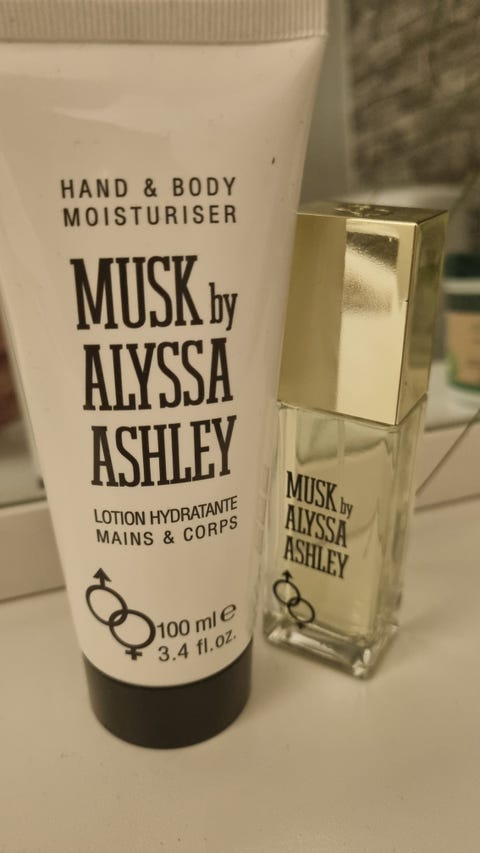 HAND & BODY
MOISTURISER
MUSK by
ALYSSA
ASHLEY
LOTION HYDRATANTE
MAINS & CORPS
100 ml ℮
3.4 fl.oz.
MUSK by
ALYSSA
ASHLEY